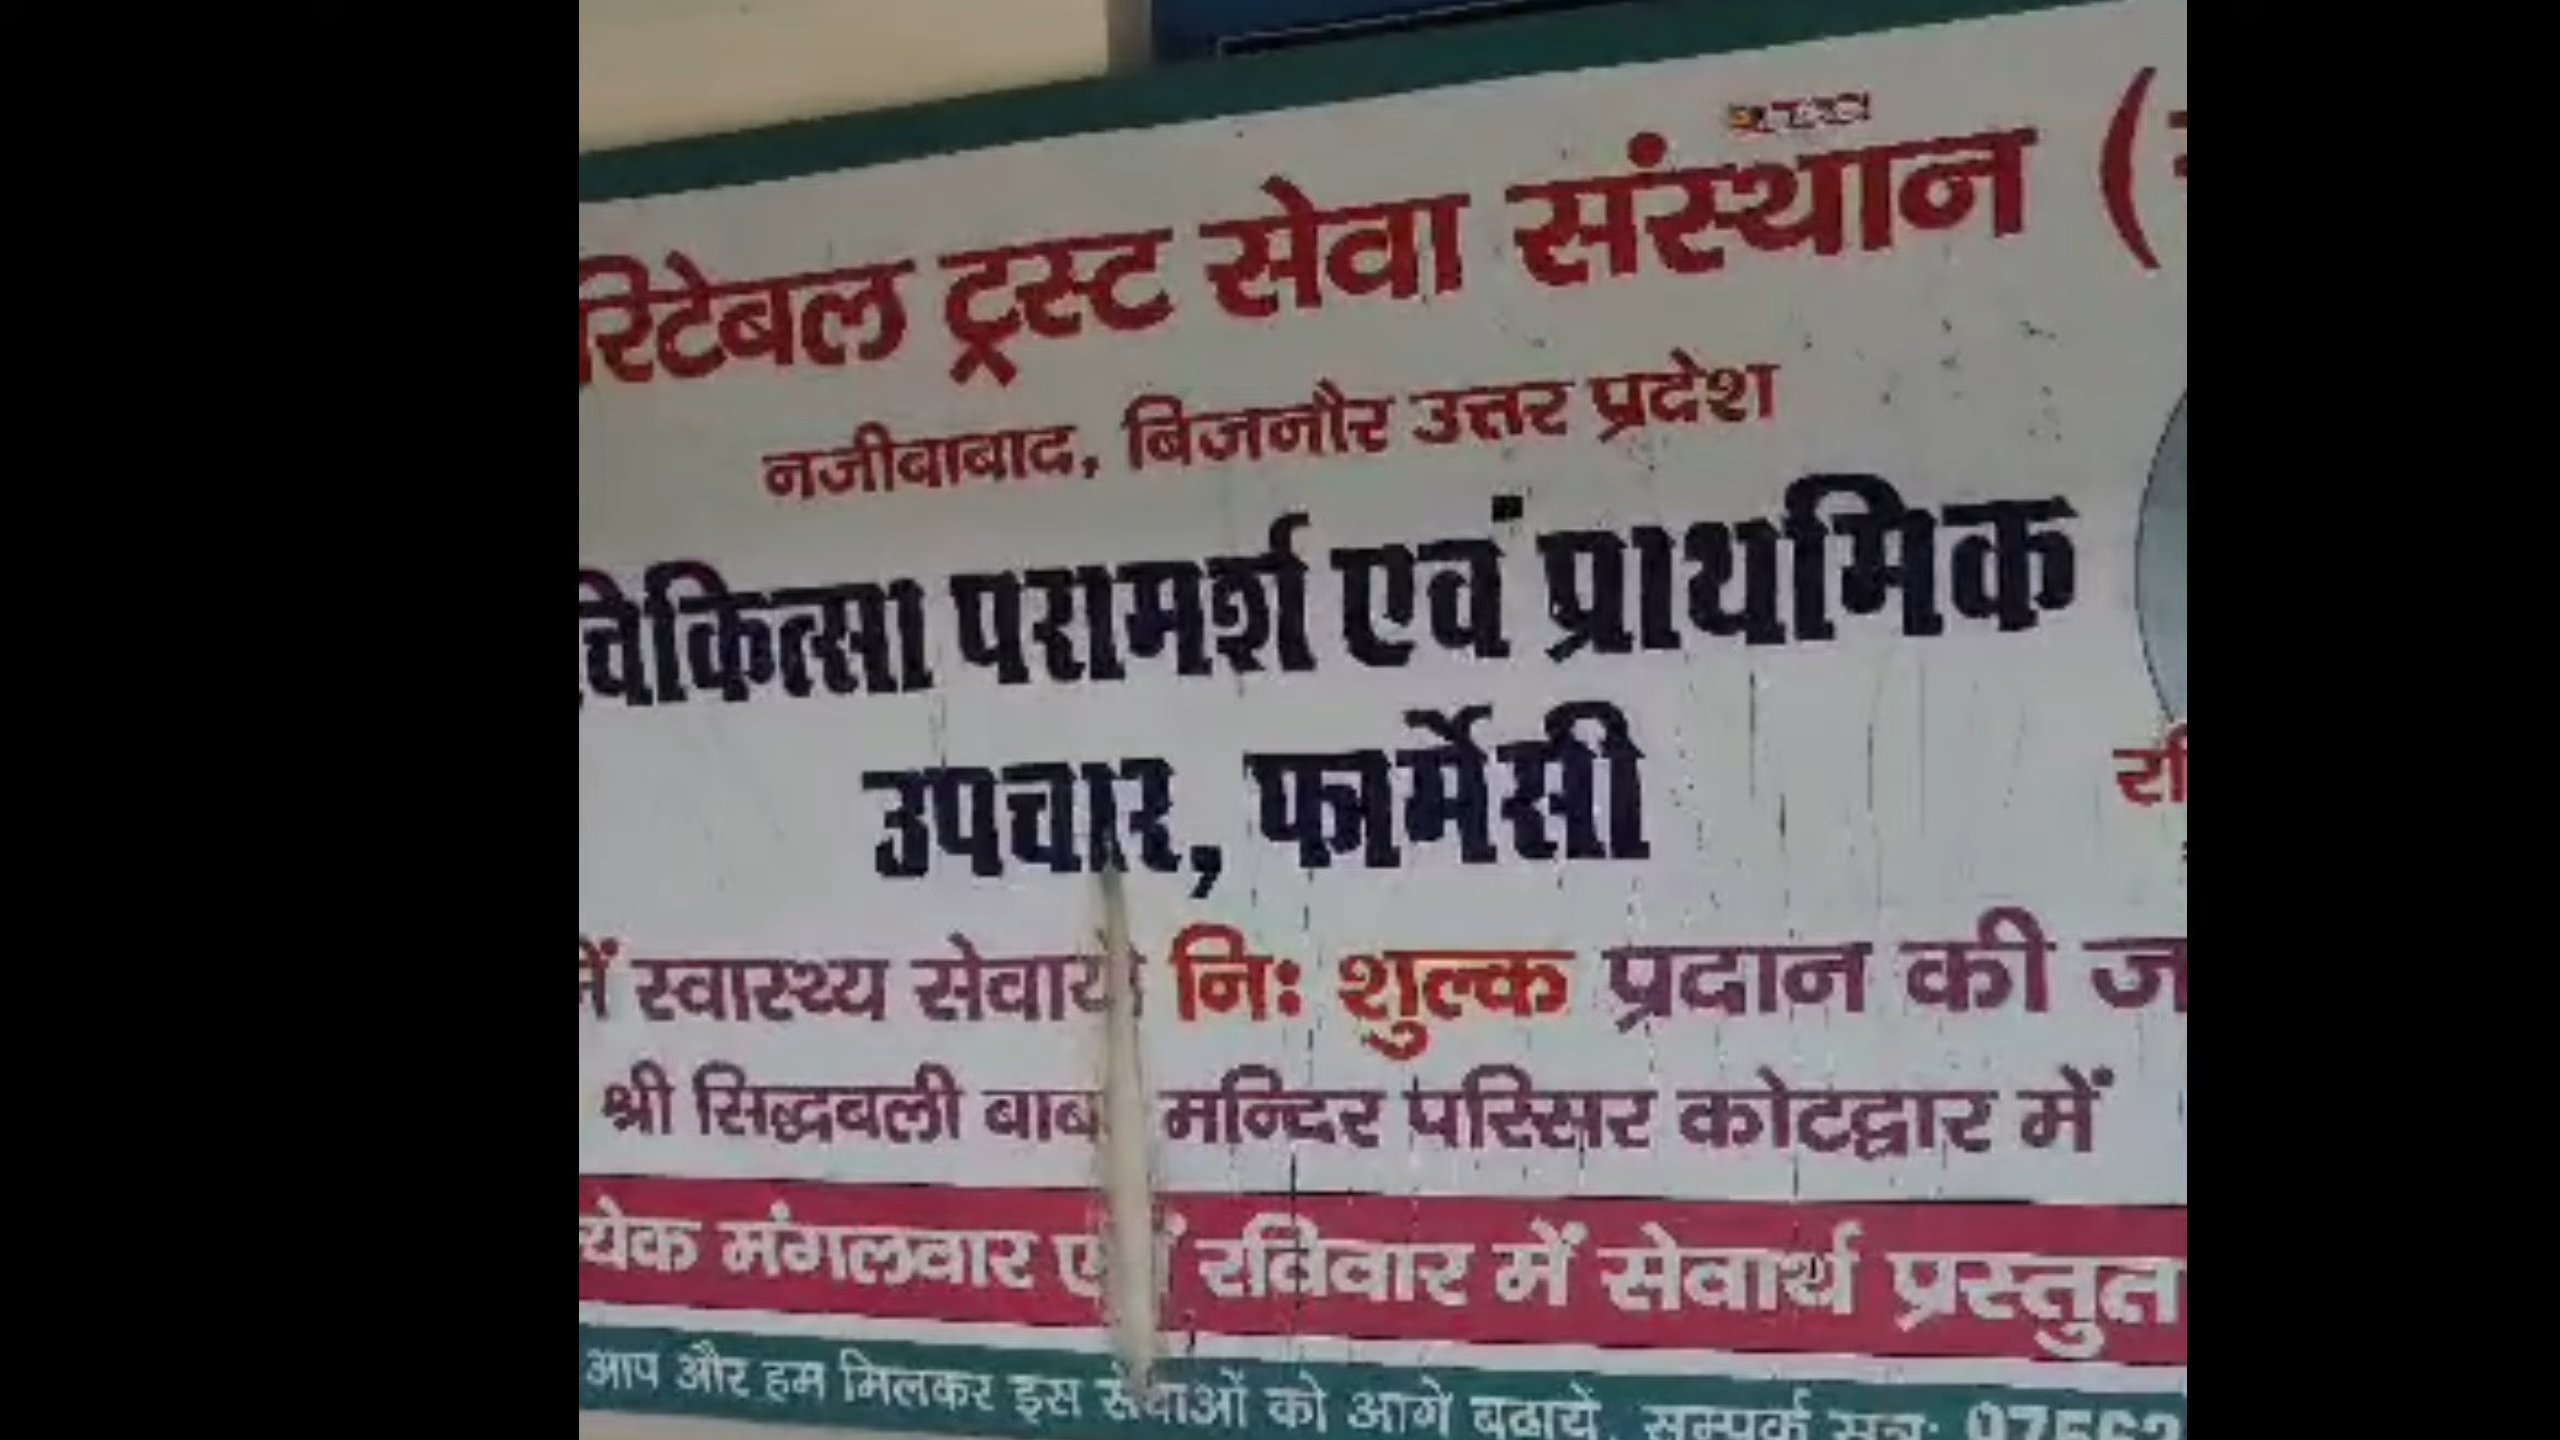 रिटेबल ट्रस्ट सेवा संस्थान (
नजीबाबाद, बिजनौर उत्तर प्रदेश
चिकित्सा परामर्श एवं प्राथमिक
उपचार, फार्मेसी
में स्वास्थ्य सेवायें निः शुल्क प्रदान की ज
श्री सिद्धबली बाबा मन्दिर परिसर कोटद्वार में
येक मंगलवार एवं रविवार में सेवार्थ प्रस्तुत
आप और हम मिलकर इस सेवाओं को आगे बढायें, सम्पर्क सूत्र: 97562